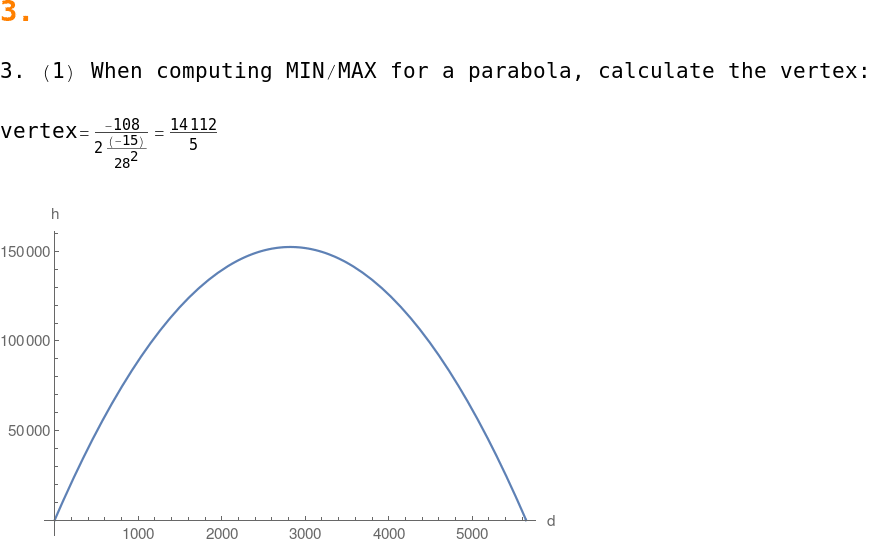 3.
3. (1) When computing MIN/MAX for a parabola, calculate the vertex:
vertex= -108 / (2 (-15)/28^2) = 14112/5
h
150000
100000
50000
1000 2000 3000 4000 5000 d